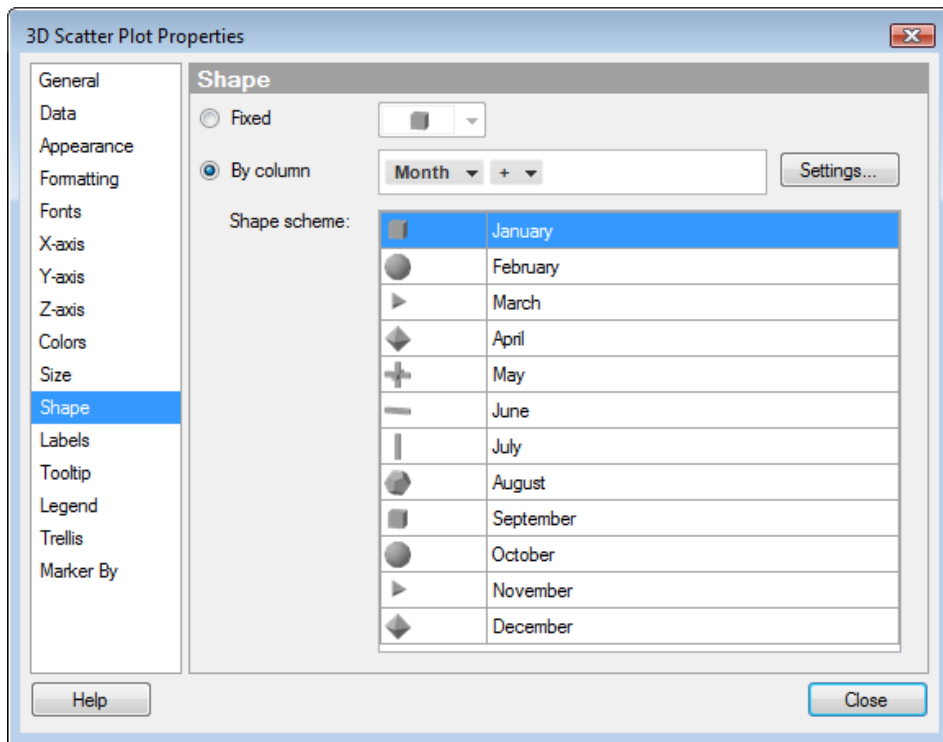 3D Scatter Plot Properties
General
Data
Appearance
Formatting
Fonts
X-axis
Y-axis
Z-axis
Colors
Size
Shape
Labels
Tooltip
Legend
Trellis
Marker By
Shape
Fixed
By column
Month +
Settings...
Shape scheme:
January
February
March
April
May
June
July
August
September
October
November
December
Help
Close